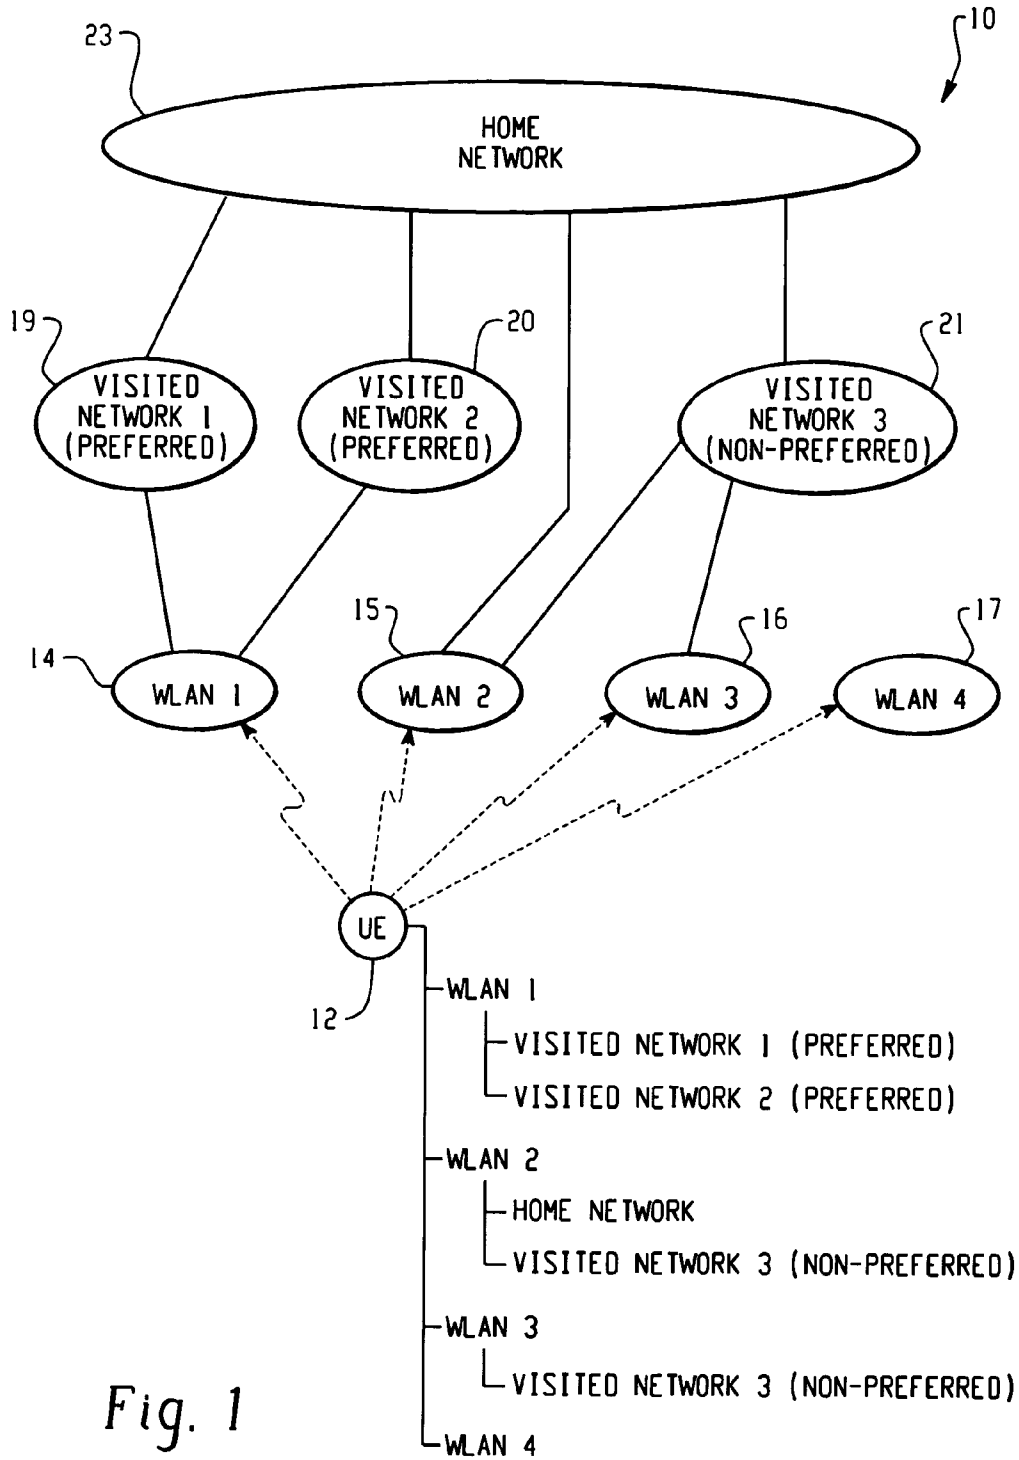 10
23
HOME
NETWORK
19
20
21
VISITED
NETWORK 1
(PREFERRED)
VISITED
NETWORK 2
(PREFERRED)
VISITED
NETWORK 3
(NON-PREFERRED)
14
15
16
17
WLAN 1
WLAN 2
WLAN 3
WLAN 4
UE
12
WLAN 1
VISITED NETWORK 1 (PREFERRED)
VISITED NETWORK 2 (PREFERRED)
WLAN 2
HOME NETWORK
VISITED NETWORK 3 (NON-PREFERRED)
WLAN 3
VISITED NETWORK 3 (NON-PREFERRED)
WLAN 4
Fig. 1